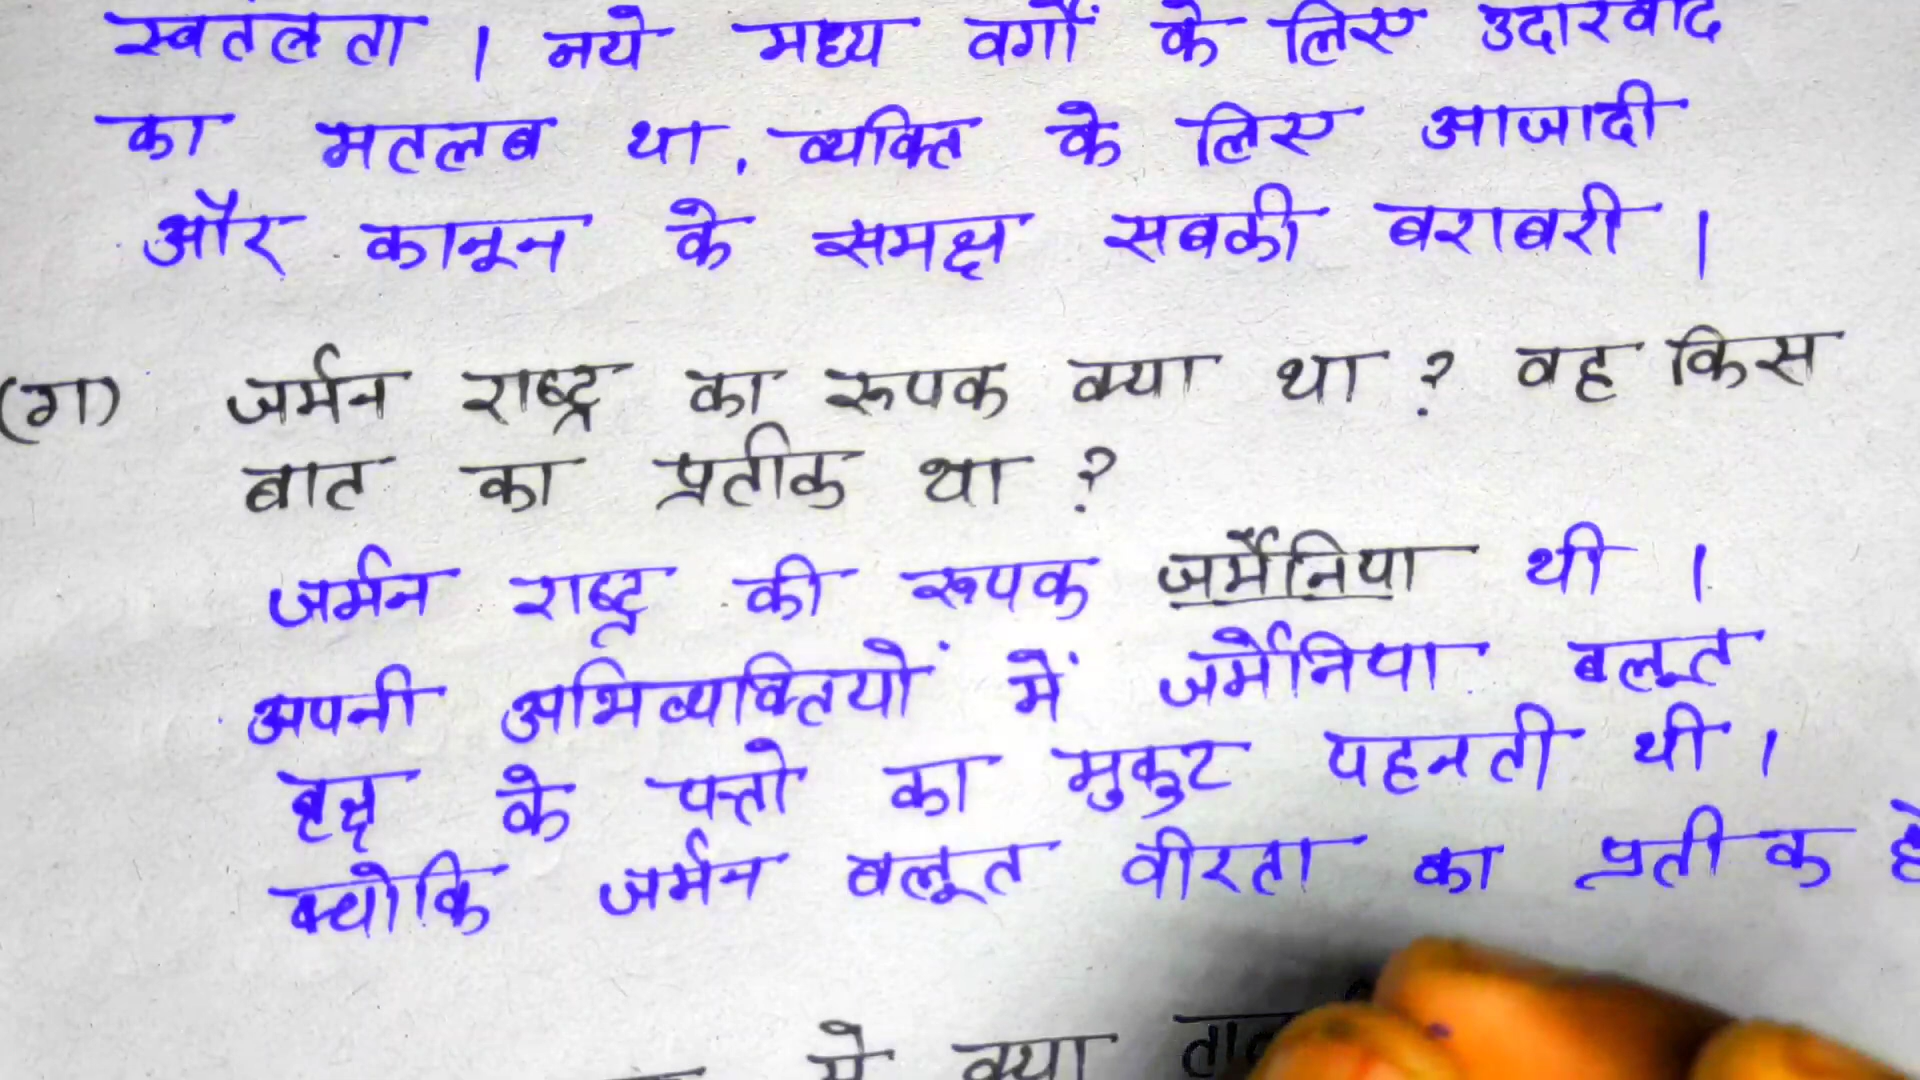 स्वतंत्रता । नये मध्य वर्गों के लिए उदारवाद
का मतलब था, व्यक्ति के लिए आजादी
और कानून के समक्ष सबकी बराबरी ।
(ग) जर्मन राष्ट्र का रूपक क्या था ? वह किस
बात का प्रतीक था ?
जर्मन राष्ट्र की रूपक जर्मेनिया थी ।
अपनी अभिव्यक्तियों में जर्मेनिया बलूत
वृक्ष के पत्तो का मुकुट पहनती थी ।
क्योकि जर्मन बलूत वीरता का प्रतीक है
मे क्या